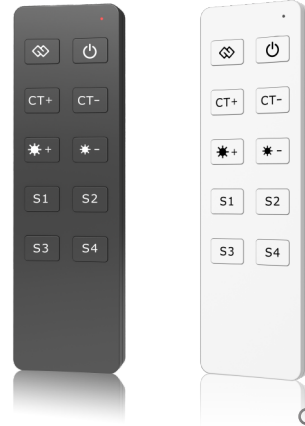 CT+ CT-
+ -
S1 S2
S3 S4
CT+ CT-
+ -
S1 S2
S3 S4